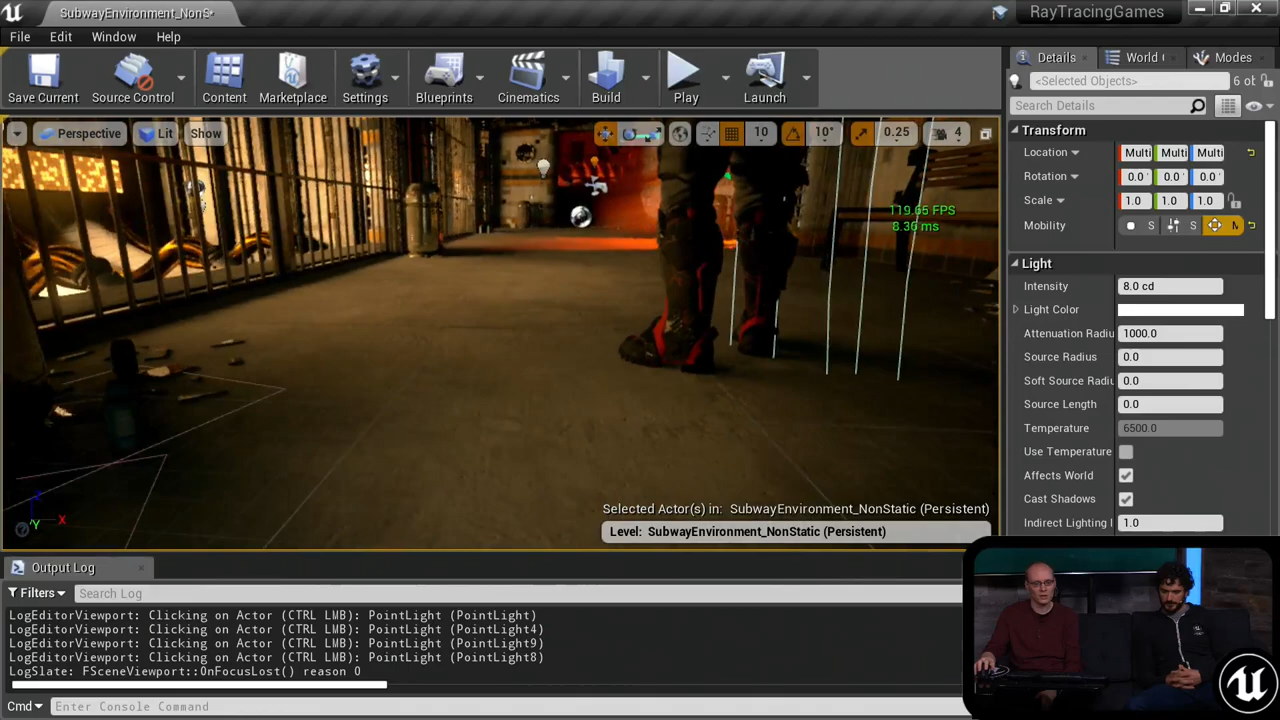 SubwayEnvironment_NonS*
RayTracingGames
File Edit Window Help
Save Current
Source Control
Content
Marketplace
Settings
Blueprints
Cinematics
Build
Play
Launch
Perspective
Lit
Show
10
10°
0.25
4
119.65 FPS
8.36 ms
Selected Actor(s) in: SubwayEnvironment_NonStatic (Persistent)
Level: SubwayEnvironment_NonStatic (Persistent)
Y X
Details
World
Modes
<Selected Objects> 6 of
Search Details
Transform
Location Multi Multi Multi
Rotation 0.0 0.0 0.0
Scale 1.0 1.0 1.0
Mobility S S M
Light
Intensity 8.0 cd
Light Color
Attenuation Radiu 1000.0
Source Radius 0.0
Soft Source Radiu 0.0
Source Length 0.0
Temperature 6500.0
Use Temperature
Affects World
Cast Shadows
Indirect Lighting I 1.0
Output Log
Filters Search Log
LogEditorViewport: Clicking on Actor (CTRL LMB): PointLight (PointLight)
LogEditorViewport: Clicking on Actor (CTRL LMB): PointLight (PointLight4)
LogEditorViewport: Clicking on Actor (CTRL LMB): PointLight (PointLight9)
LogEditorViewport: Clicking on Actor (CTRL LMB): PointLight (PointLight8)
LogSlate: FSceneViewport::OnFocusLost() reason 0
Cmd Enter Console Command